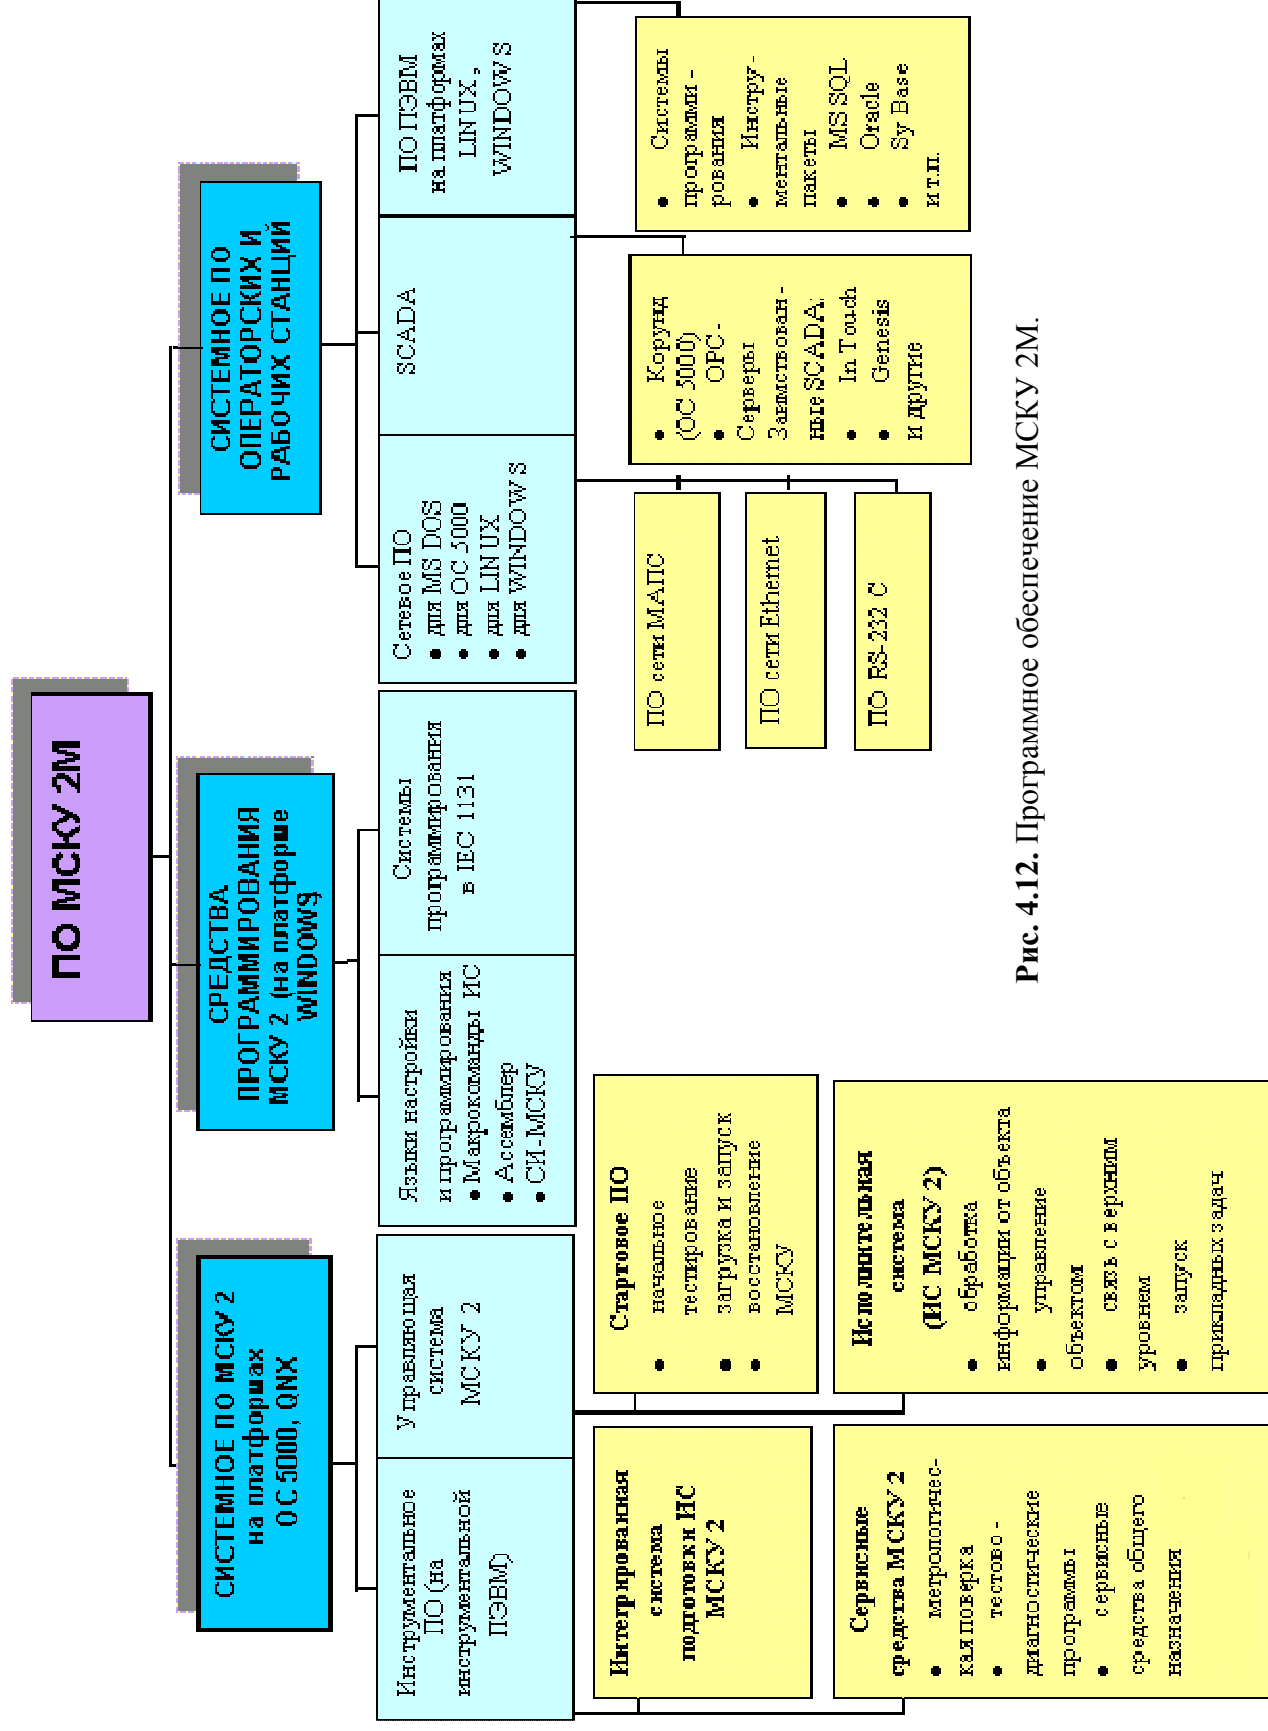 ПО МСКУ 2М
СИСТЕМНОЕ ПО МСКУ 2
на платформах
ОС 5000, QNX
СРЕДСТВА
ПРОГРАММИРОВАНИЯ
МСКУ 2 (на платформе
WINDOWS)
СИСТЕМНОЕ ПО
ОПЕРАТОРСКИХ И
РАБОЧИХ СТАНЦИЙ
Инструментальное
ПО (на
инструментальной
ПЭВМ)
Управляющая
система
МСКУ 2
Языки настройки
и программирования
• Макрокоманды ИС
• Ассемблер
• СИ-МСКУ
Системы
программирования
в IEC 1131
Сетевое ПО
• для MS DOS
• для ОС 5000
• для LINUX
• для WINDOWS
SCADA
ПО ПЭВМ
на платформах
LINUX,
WINDOWS
Интегрированная
система
подготовки ИС
МСКУ 2
Стартовое ПО
• начальное
тестирование
• загрузка и запуск
• восстановление
МСКУ
Сервисные
средства МСКУ 2
• метрологичес-
кая поверка
• тестово -
диагностические
программы
• сервисные
средства общего
назначения
Исполнительная
система
(ИС МСКУ 2)
• обработка
информации от объекта
• управление
объектом
• связь с верхним
уровнем
• запуск
прикладных задач
ПО сети МАПС
ПО сети Ethernet
ПО RS-232 C
• Корунд
(ОС 5000)
• OPC-
Серверы
Заимствован -
ные SCADA:
• In Touch
• Genesis
и другие
• Системы
программи -
рования
• Инстру -
ментальные
пакеты
• MS SQL
• Oracle
• Sy Base
и т.п.
Рис. 4.12. Программное обеспечение МСКУ 2М.